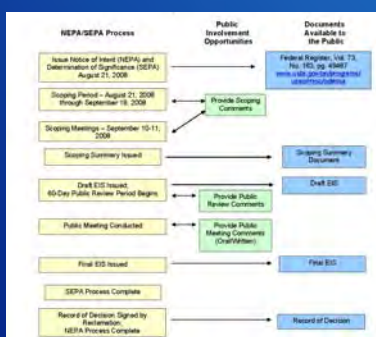 NEPA/SEPA Process
Public
Involvement
Opportunities
Documents
Available to
the Public
Issue Notice of Intent (NEPA) and
Determination of Significance (SEPA)
August 21, 2008
Federal Register, Vol. 73,
No. 163, pg. 49487
Scoping Period – August 21, 2008
through September 19, 2008
Provide Scoping
Comments
Scoping Meetings – September 10-11,
2008
Scoping Summary Issued
Scoping Summary
Document
Draft EIS Issued,
60-Day Public Review Period Begins
Draft EIS
Provide Public
Review Comments
Public Meeting Conducted
Provide Public
Meeting Comments
(Oral/Written)
Final EIS Issued
Final EIS
SEPA Process Complete
Record of Decision Signed by
Reclamation,
NEPA Process Complete
Record of Decision